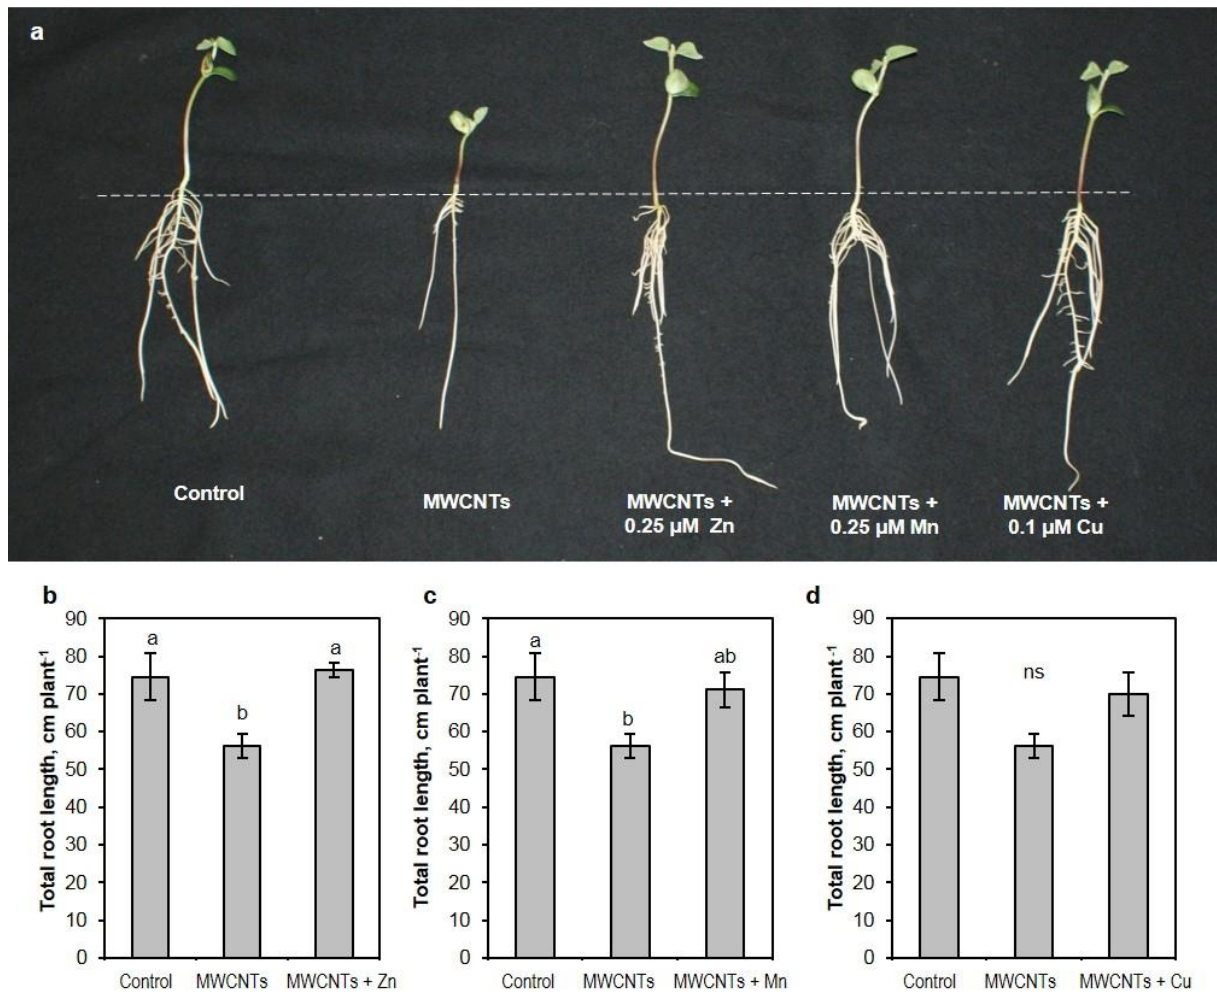 a
Control
MWCNTs
MWCNTs +
0.25 µM Zn
MWCNTs +
0.25 µM Mn
MWCNTs +
0.1 µM Cu
b
Total root length, cm plant⁻¹
90
80
70
60
50
40
30
20
10
0
a
b
a
Control
MWCNTs
MWCNTs + Zn
c
Total root length, cm plant⁻¹
90
80
70
60
50
40
30
20
10
0
a
b
ab
Control
MWCNTs
MWCNTs + Mn
d
Total root length, cm plant⁻¹
90
80
70
60
50
40
30
20
10
0
ns
Control
MWCNTs
MWCNTs + Cu